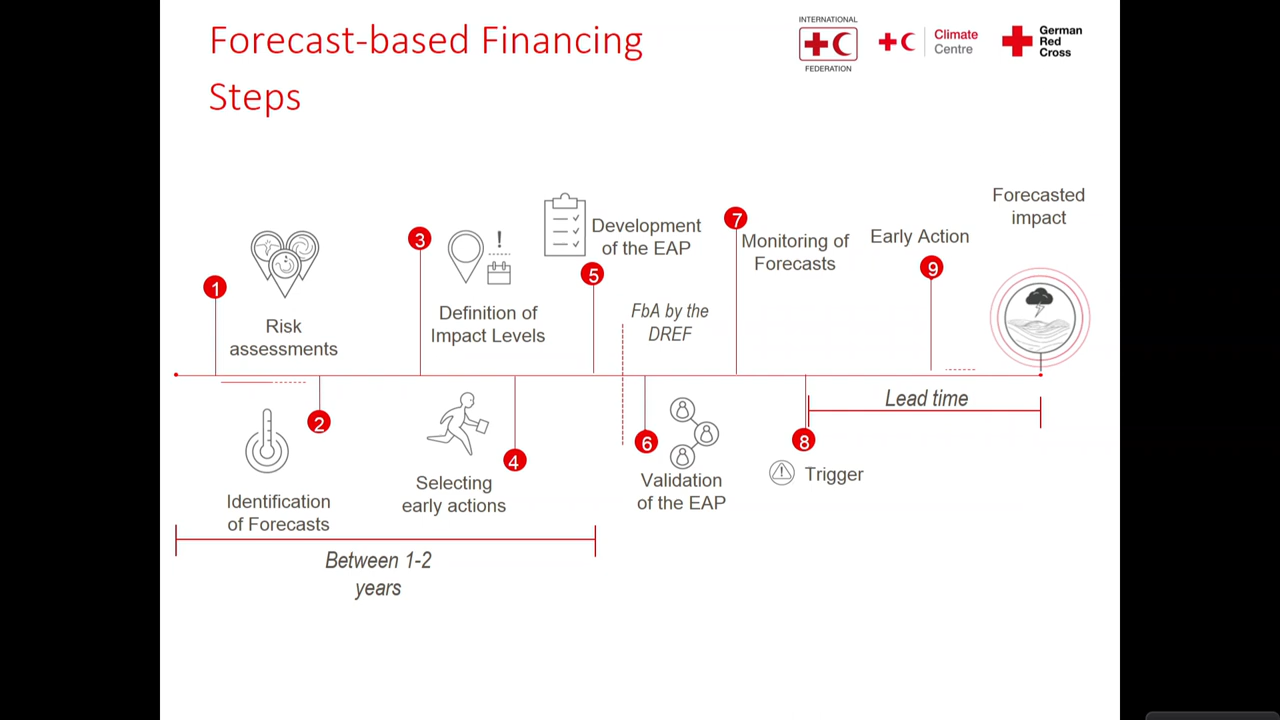 Forecast-based Financing
Steps
INTERNATIONAL
FEDERATION
Climate
Centre
German
Red
Cross
1
Risk
assessments
2
Identification
of Forecasts
3
Definition of
Impact Levels
4
Selecting
early actions
5
Development
of the EAP
FbA by the
DREF
6
Validation
of the EAP
7
Monitoring of
Forecasts
8
Trigger
9
Early Action
Forecasted
impact
Lead time
Between 1-2
years